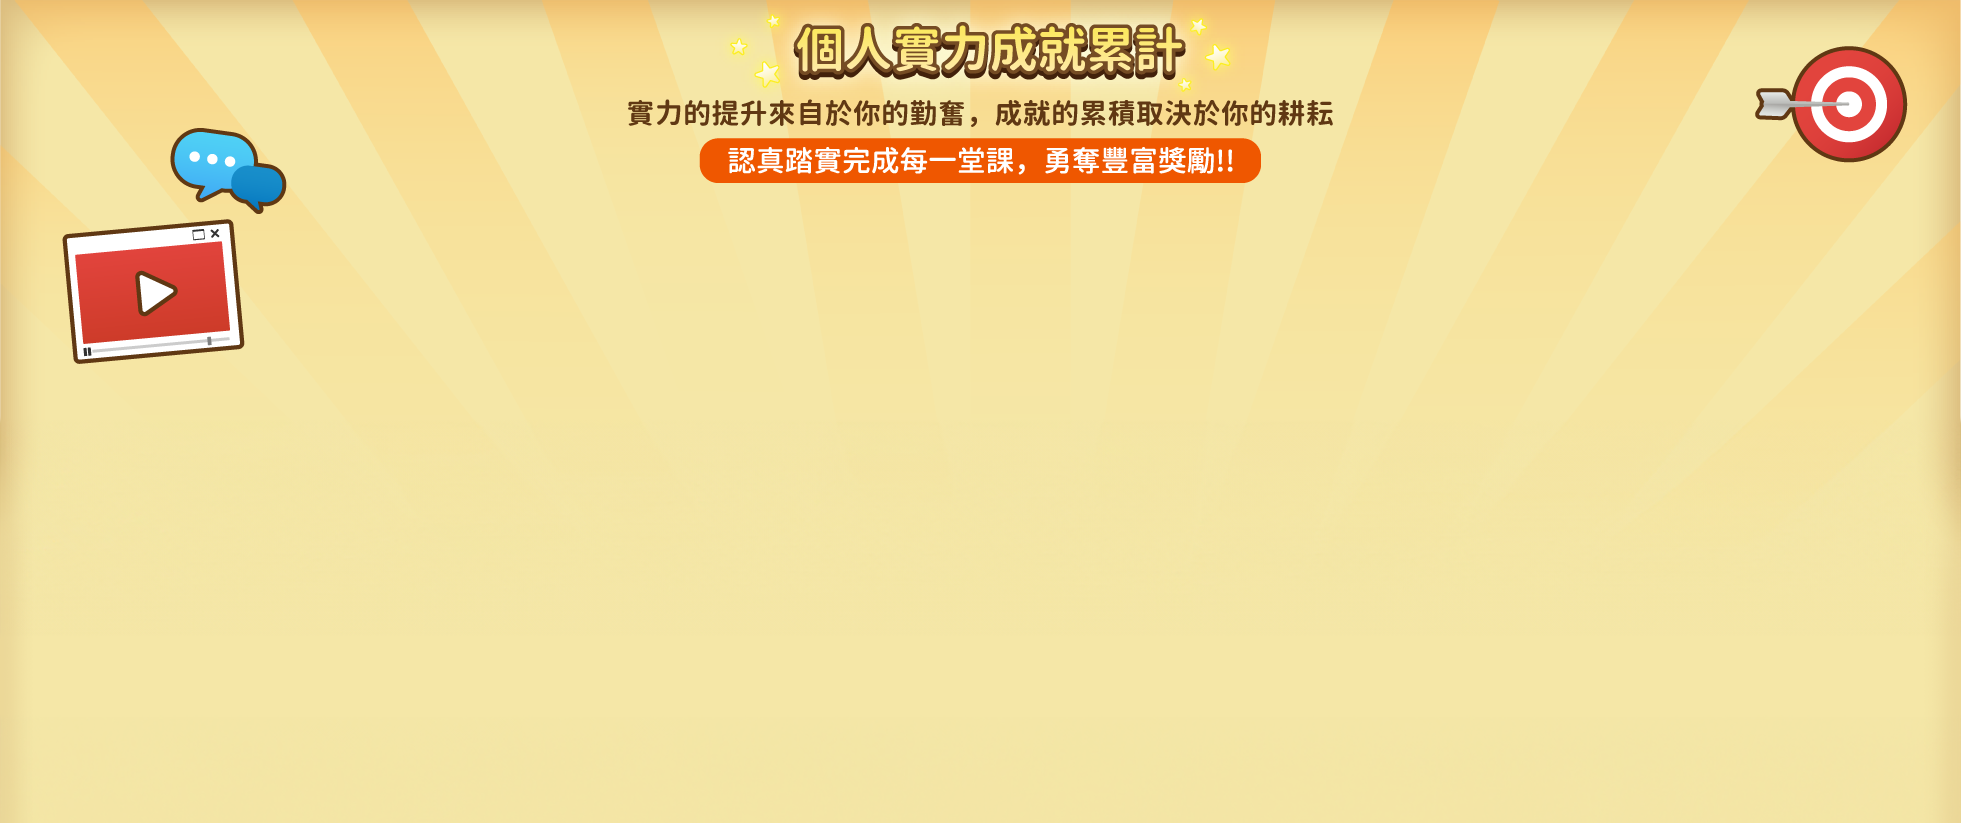 個人實力成就累計
實力的提升來自於你的勤奮，成就的累積取決於你的耕耘
認真踏實完成每一堂課，勇奪豐富獎勵!!